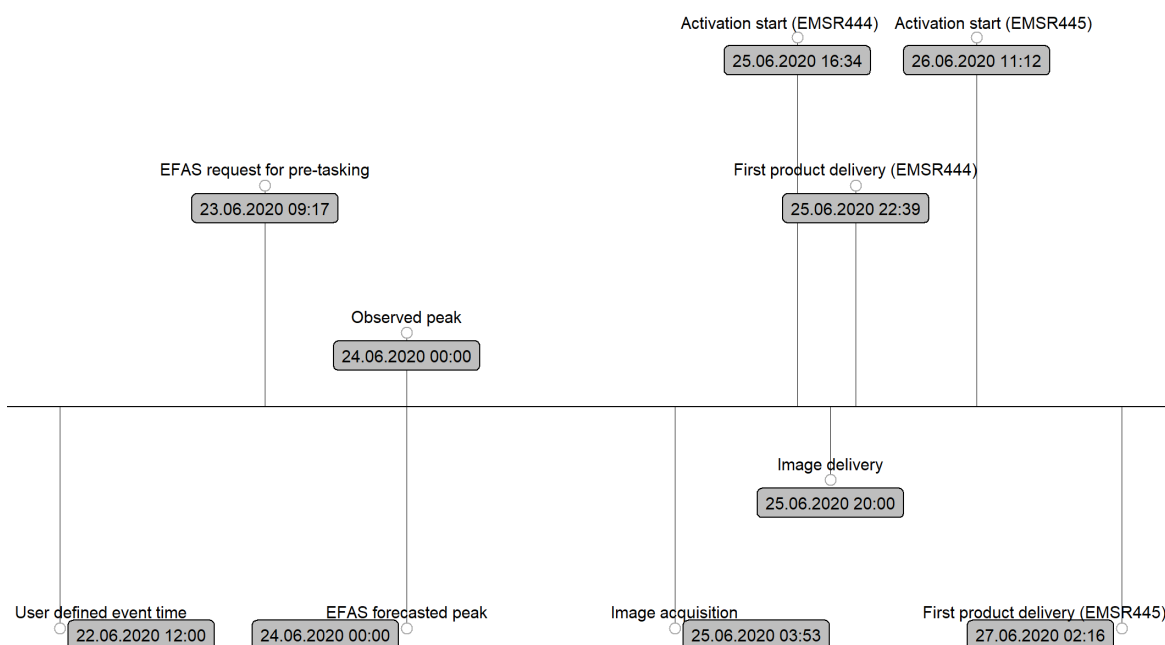 Activation start (EMSR444)
25.06.2020 16:34
Activation start (EMSR445)
26.06.2020 11:12
EFAS request for pre-tasking
23.06.2020 09:17
First product delivery (EMSR444)
25.06.2020 22:39
Observed peak
24.06.2020 00:00
Image delivery
25.06.2020 20:00
User defined event time
22.06.2020 12:00
EFAS forecasted peak
24.06.2020 00:00
Image acquisition
25.06.2020 03:53
First product delivery (EMSR445)
27.06.2020 02:16